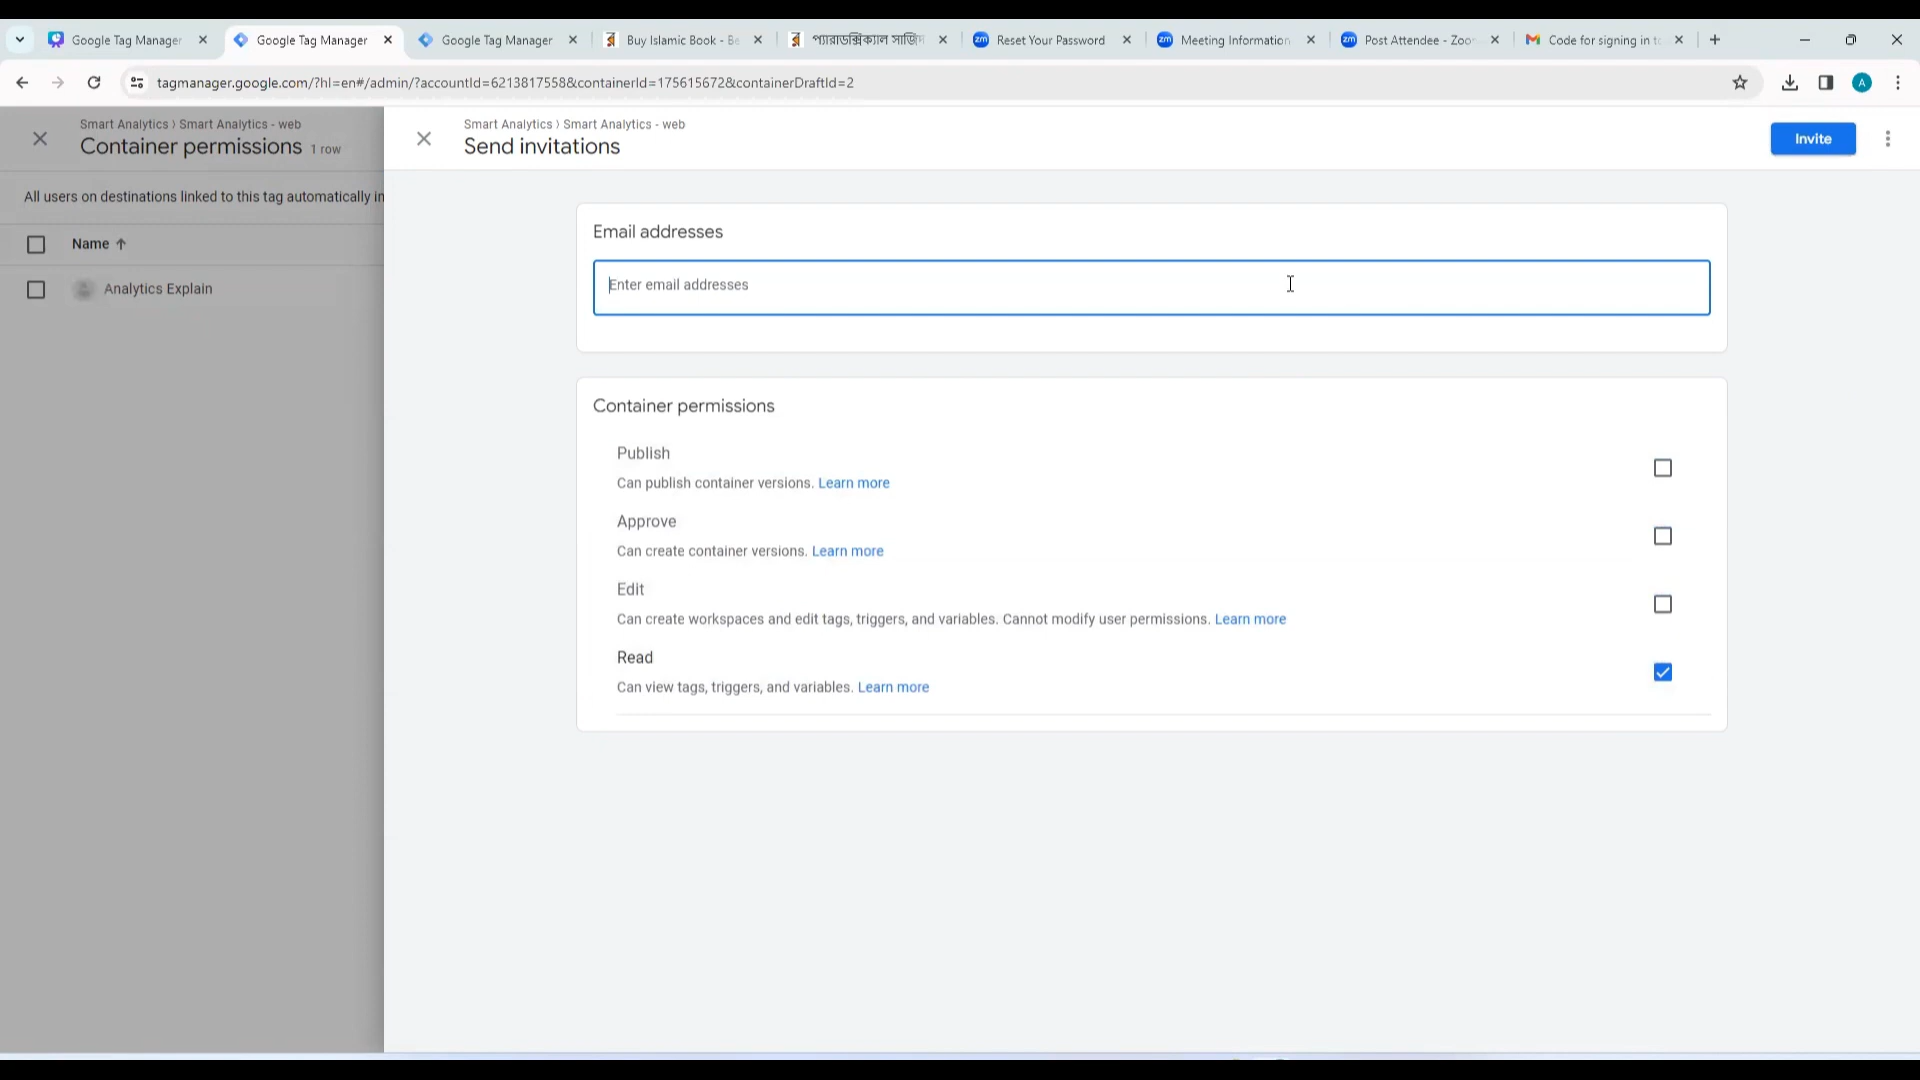 Google Tag Manager
Google Tag Manager
Google Tag Manager
Buy Islamic Book - Be
প্যারাডক্সিক্যাল সাজিদ
Reset Your Password
Meeting Information
Post Attendee - Zoo
Code for signing in to
tagmanager.google.com/?hl=en#/admin/?accountId=6213817558&containerId=175615672&containerDraftId=2
A
Smart Analytics › Smart Analytics - web
Container permissions 1 row
All users on destinations linked to this tag automatically in
Name
Analytics Explain
Smart Analytics › Smart Analytics - web
Send invitations
Invite
Email addresses
Enter email addresses
Container permissions
Publish
Can publish container versions. Learn more
Approve
Can create container versions. Learn more
Edit
Can create workspaces and edit tags, triggers, and variables. Cannot modify user permissions. Learn more
Read
Can view tags, triggers, and variables. Learn more